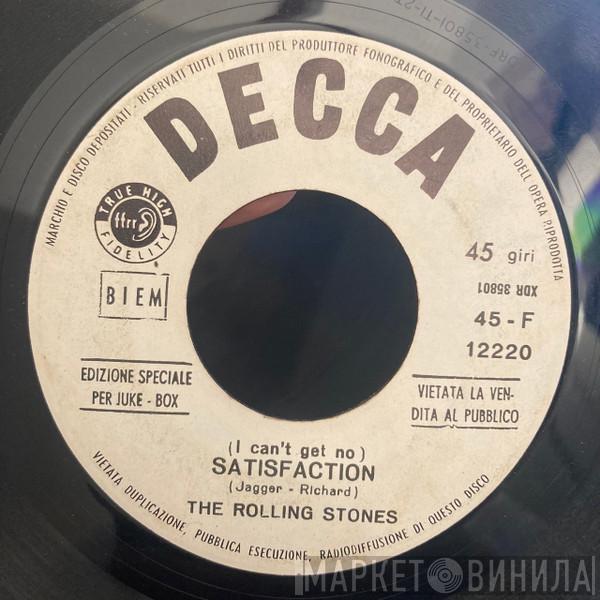 MARCHIO E DISCO DEPOSITATI - RISERVATI TUTTI I DIRITTI DEL PRODUTTORE FONOGRAFICO E DEL PROPRIETARIO DELL'OPERA RIPRODOTTA
DECCA
TRUE HIGH
ffrr
FIDELITY
BIEM
45 giri
XDR 35801
45 - F
12220
EDIZIONE SPECIALE
PER JUKE - BOX
VIETATA LA VEN-
DITA AL PUBBLICO
(I can't get no)
SATISFACTION
(Jagger - Richard)
THE ROLLING STONES
VIETATA DUPLICAZIONE, PUBBLICA ESECUZIONE, RADIODIFFUSIONE DI QUESTO DISCO
МАРКЕТ ВИНИЛА